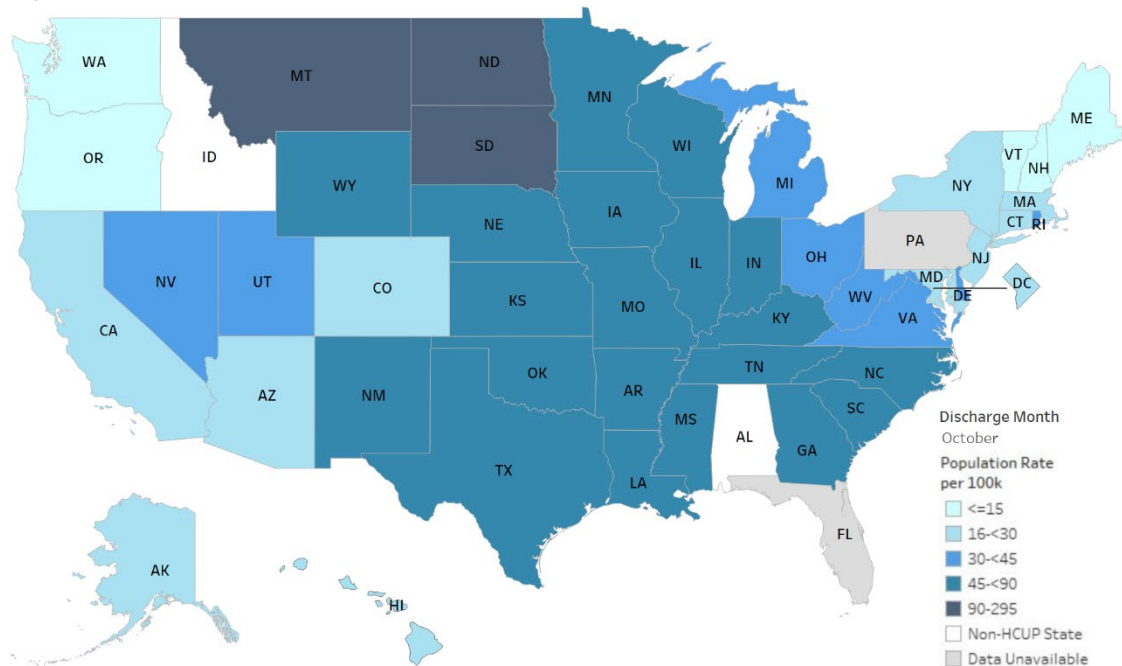 WA
MT
ND
MN
ME
OR
ID
SD
WI
VT
NH
WY
MI
NY
MA
CT
RI
NE
IA
PA
NV
UT
CO
IL
IN
OH
NJ
MD
DE
DC
CA
KS
MO
WV
VA
KY
AZ
NM
OK
AR
TN
NC
MS
AL
SC
GA
TX
LA
FL
AK
HI
Discharge Month
October
Population Rate
per 100k
<=15
16-<30
30-<45
45-<90
90-295
Non-HCUP State
Data Unavailable